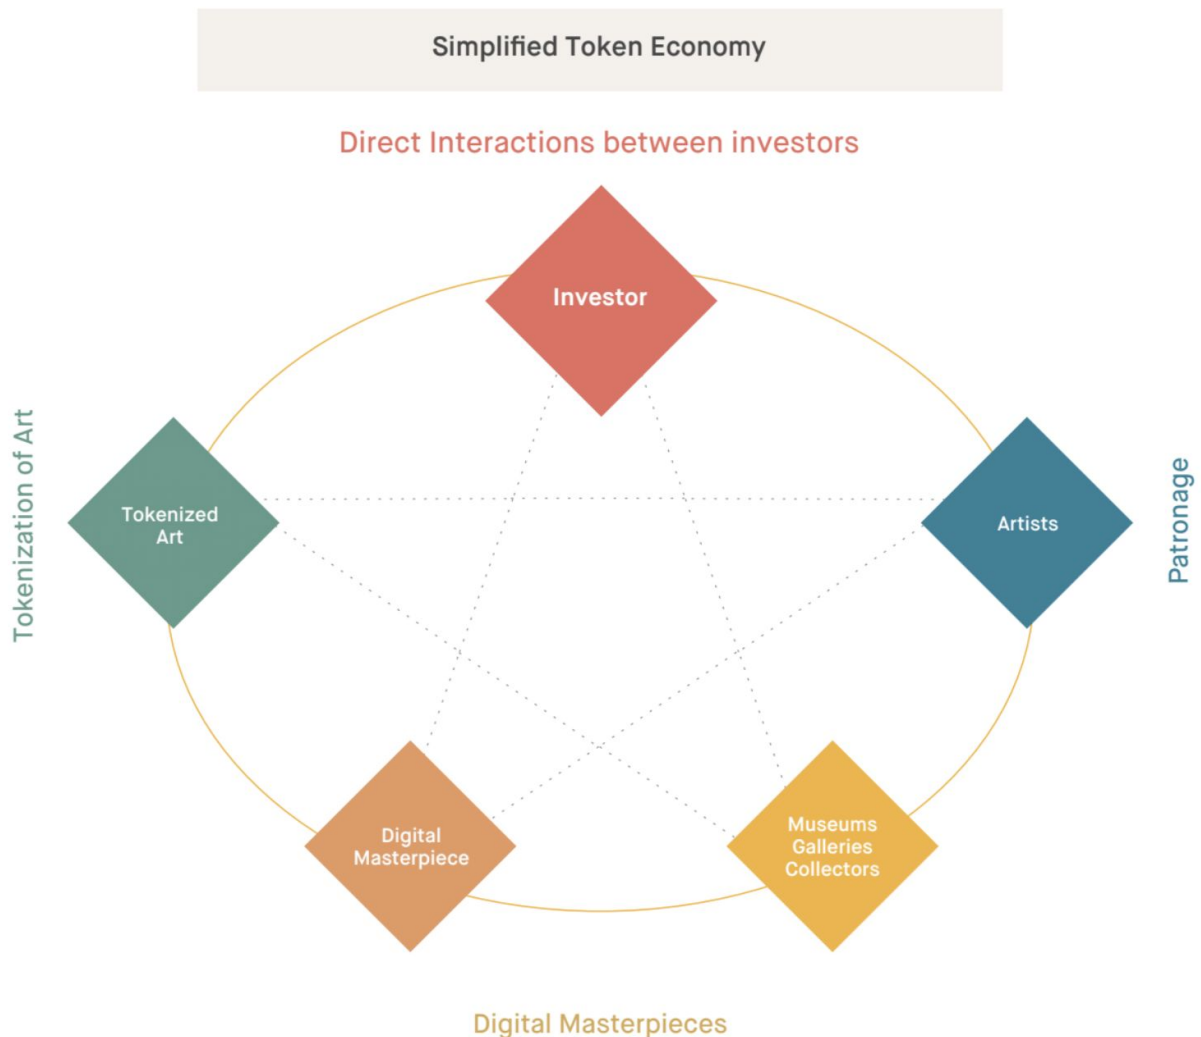 Simplified Token Economy
Direct Interactions between investors
Investor
Tokenization of Art
Tokenized
Art
Artists
Patronage
Digital
Masterpiece
Museums
Galleries
Collectors
Digital Masterpieces